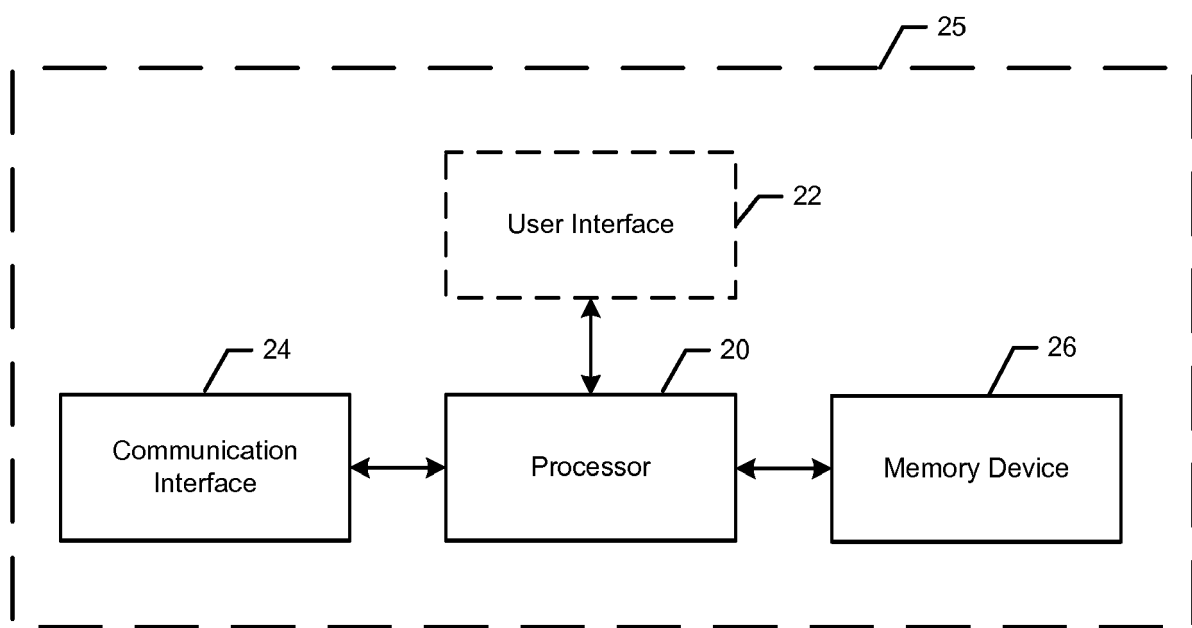 25
User Interface
22
24
20
26
Communication
Interface
Processor
Memory Device